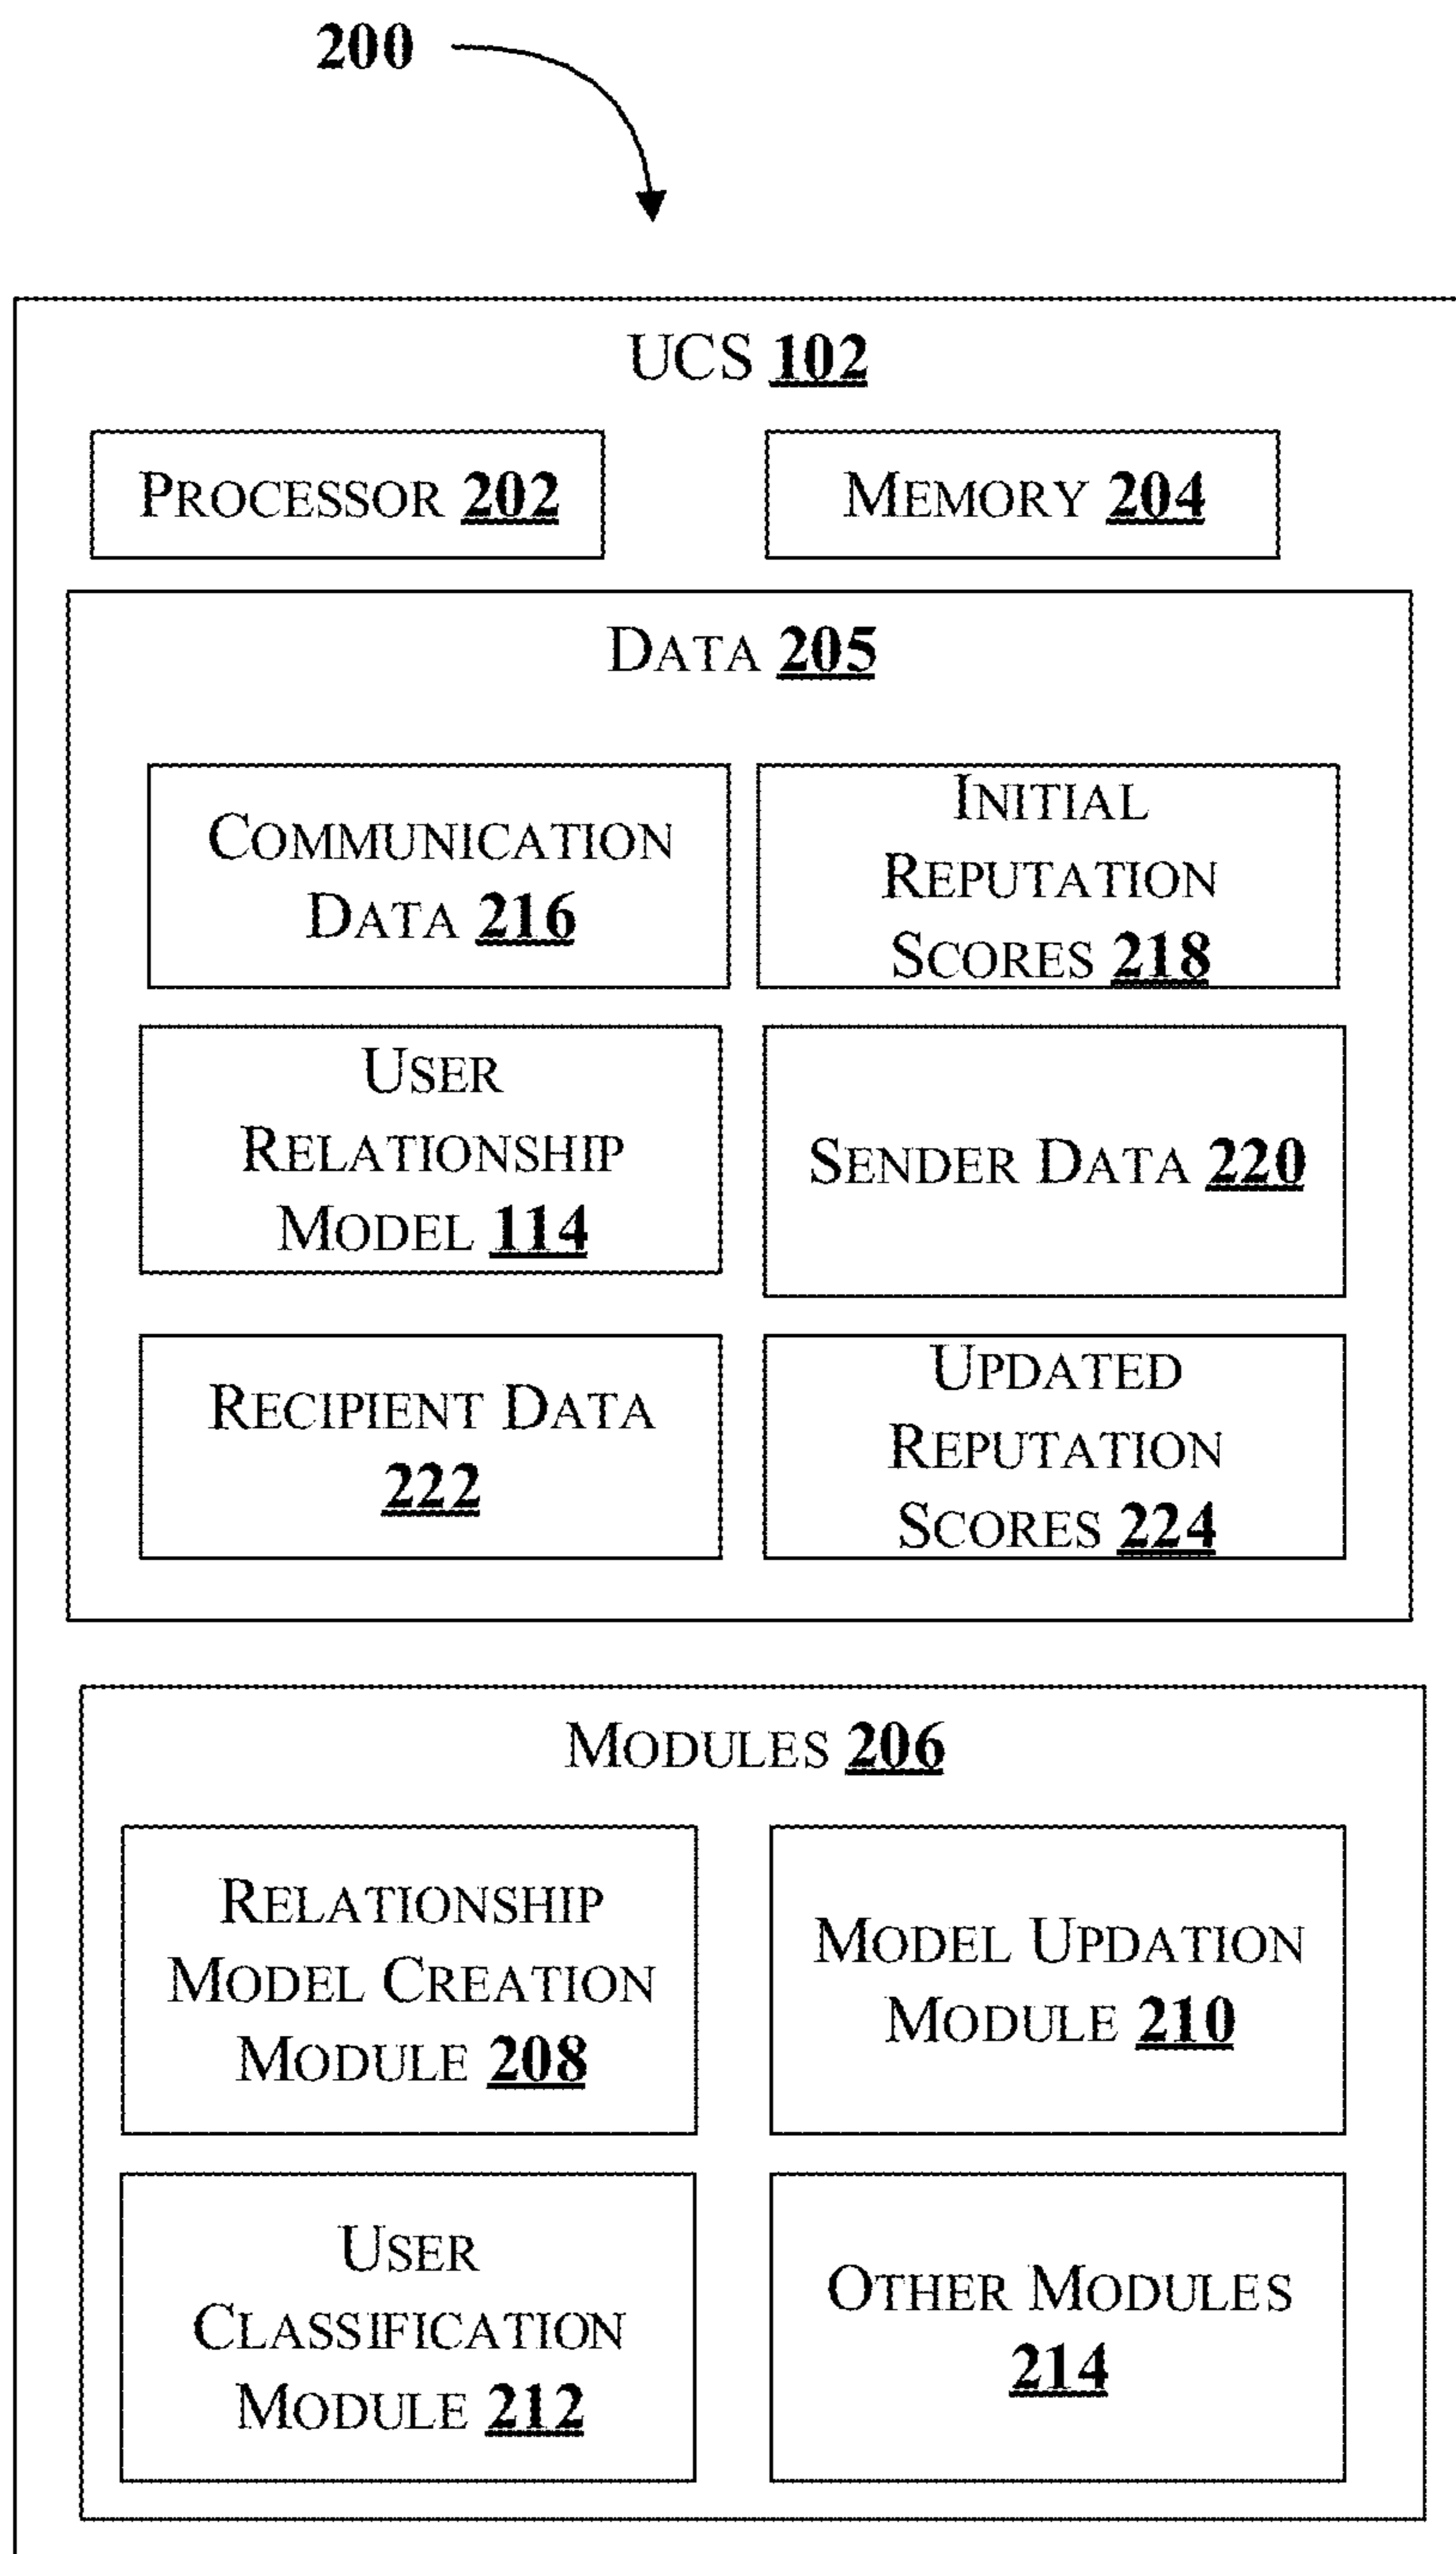 200
UCS 102
PROCESSOR 202
MEMORY 204
DATA 205
COMMUNICATION
DATA 216
INITIAL
REPUTATION
SCORES 218
USER
RELATIONSHIP
MODEL 114
SENDER DATA 220
RECIPIENT DATA
222
UPDATED
REPUTATION
SCORES 224
MODULES 206
RELATIONSHIP
MODEL CREATION
MODULE 208
MODEL UPDATION
MODULE 210
USER
CLASSIFICATION
MODULE 212
OTHER MODULES
214